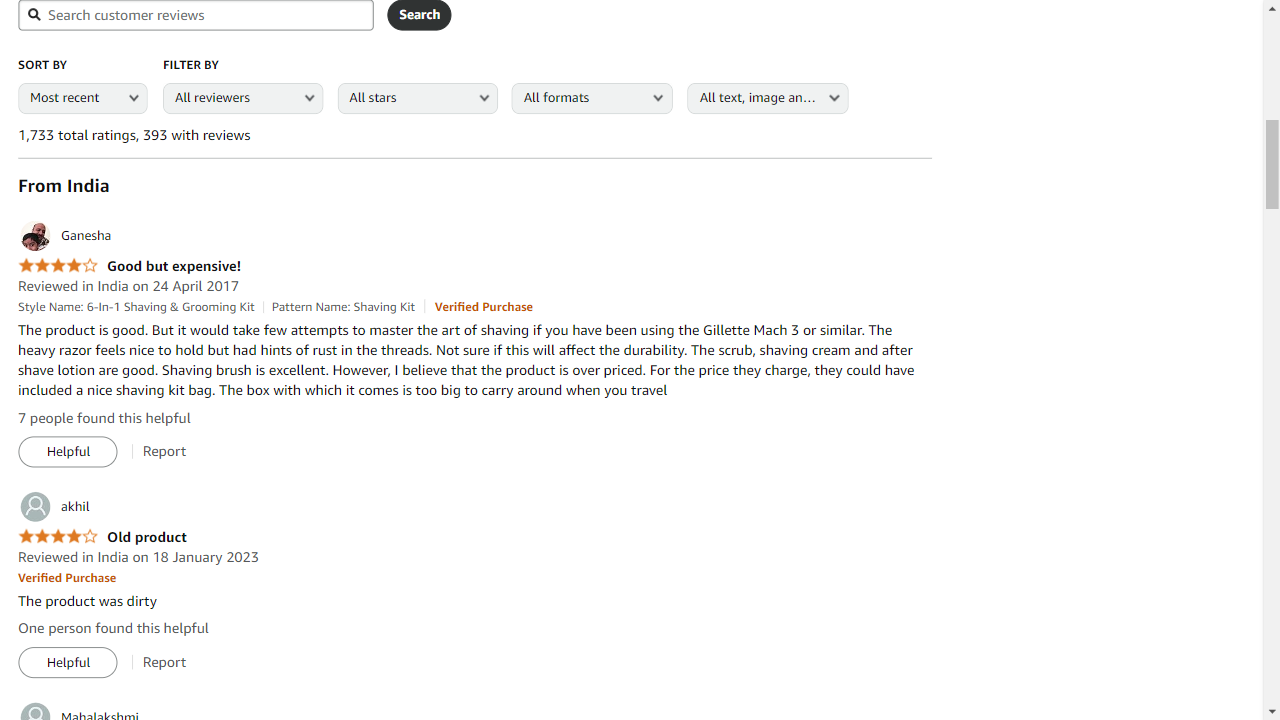 Search customer reviews
Search
SORT BY
FILTER BY
Most recent
All reviewers
All stars
All formats
All text, image an...
1,733 total ratings, 393 with reviews
From India
Ganesha
Good but expensive!
Reviewed in India on 24 April 2017
Style Name: 6-In-1 Shaving & Grooming Kit
Pattern Name: Shaving Kit
Verified Purchase
The product is good. But it would take few attempts to master the art of shaving if you have been using the Gillette Mach 3 or similar. The
heavy razor feels nice to hold but had hints of rust in the threads. Not sure if this will affect the durability. The scrub, shaving cream and after
shave lotion are good. Shaving brush is excellent. However, I believe that the product is over priced. For the price they charge, they could have
included a nice shaving kit bag. The box with which it comes is too big to carry around when you travel
7 people found this helpful
Helpful
Report
akhil
Old product
Reviewed in India on 18 January 2023
Verified Purchase
The product was dirty
One person found this helpful
Helpful
Report
Mahalakshmi